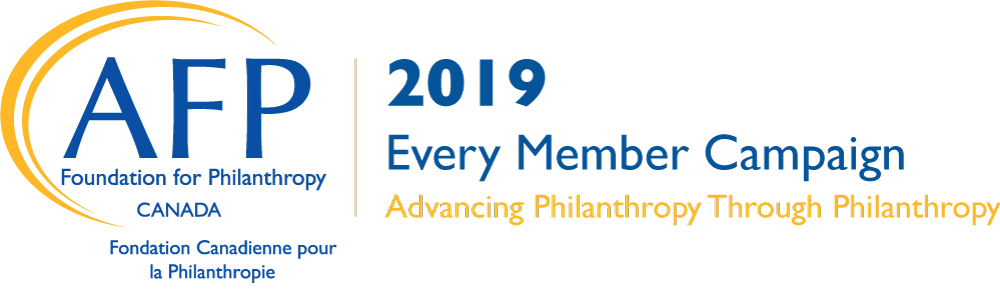 AFP
Foundation for Philanthropy
CANADA
Fondation Canadienne pour
la Philanthropie
2019
Every Member Campaign
Advancing Philanthropy Through Philanthropy